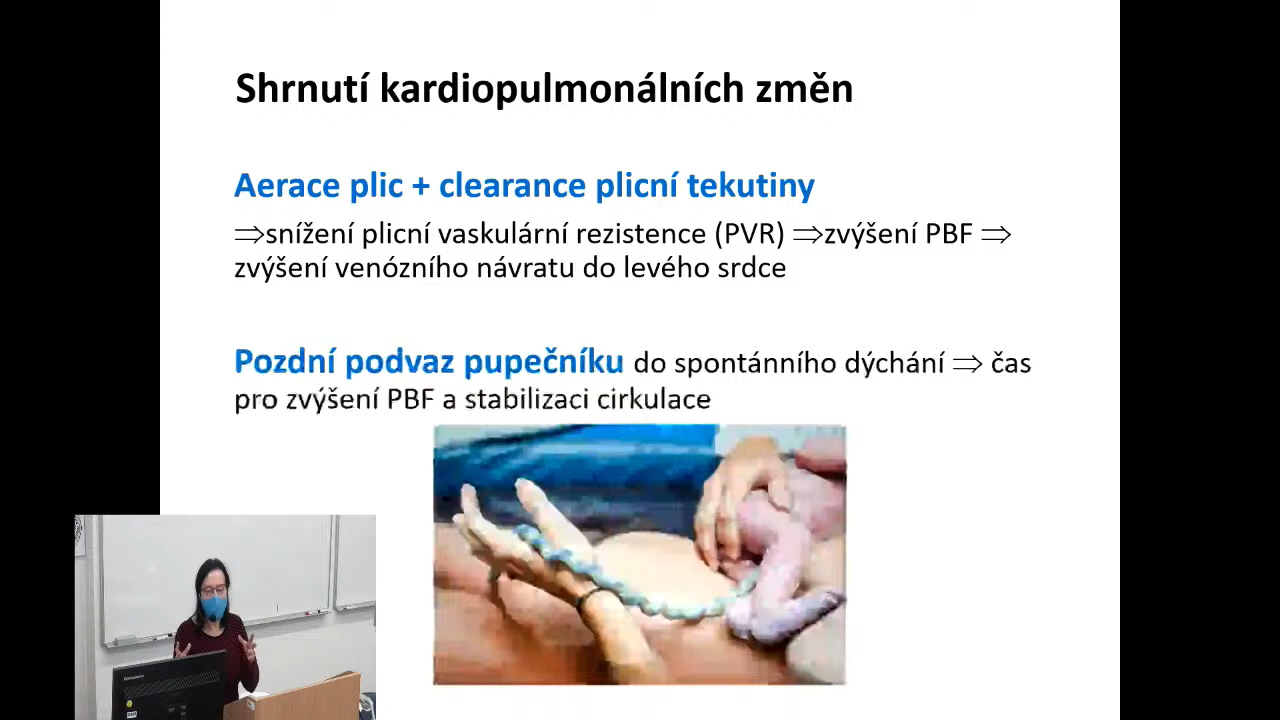 Shrnutí kardiopulmonálních změn
Aerace plic + clearance plicní tekutiny
⇒snížení plicní vaskulární rezistence (PVR) ⇒zvýšení PBF ⇒
zvýšení venózního návratu do levého srdce
Pozdní podvaz pupečníku do spontánního dýchání ⇒ čas
pro zvýšení PBF a stabilizaci cirkulace